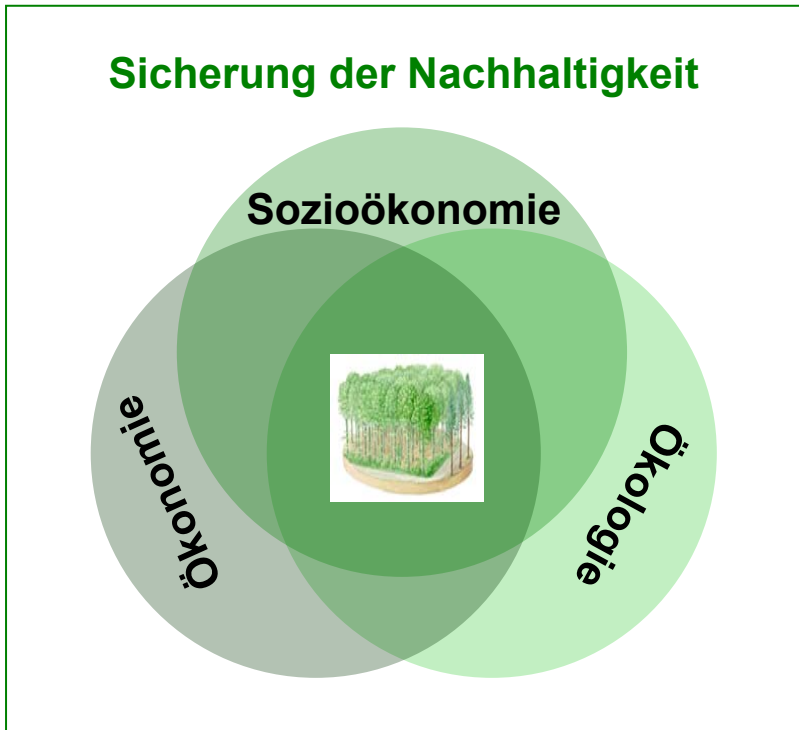 Sicherung der Nachhaltigkeit
Sozioökonomie
Ökonomie
Ökologie